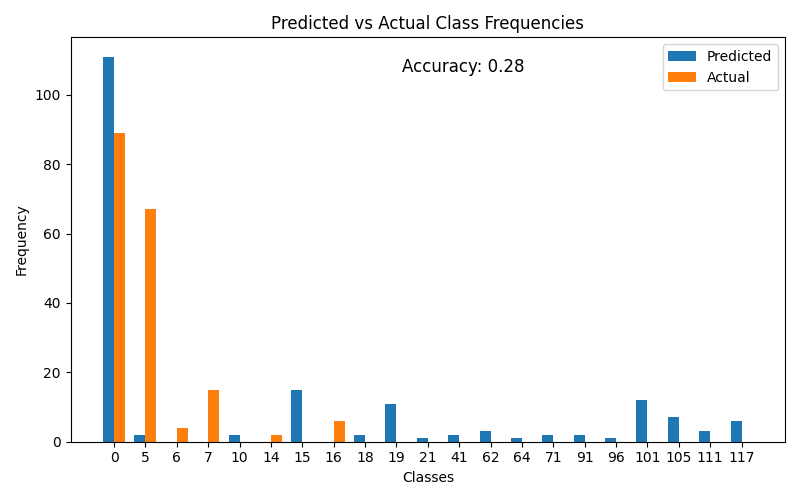 Predicted vs Actual Class Frequencies
Accuracy: 0.28
Predicted
Actual
Frequency
100
80
60
40
20
0
0 5 6 7 10 14 15 16 18 19 21 41 62 64 71 91 96 101 105 111 117
Classes